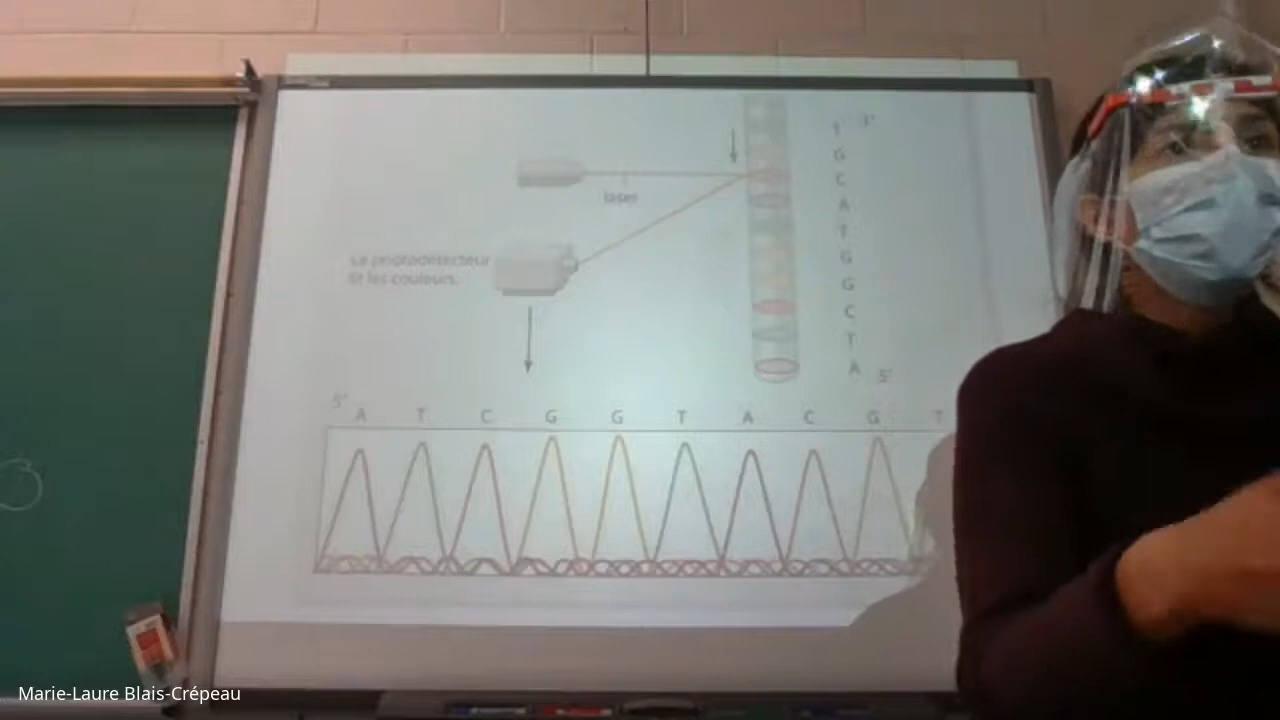 laser
Le photodétecteur
lit les couleurs.
T 3'
G
C
A
T
G
G
C
T
A 5'
5' A T C G G T A C G T
Marie-Laure Blais-Crépeau